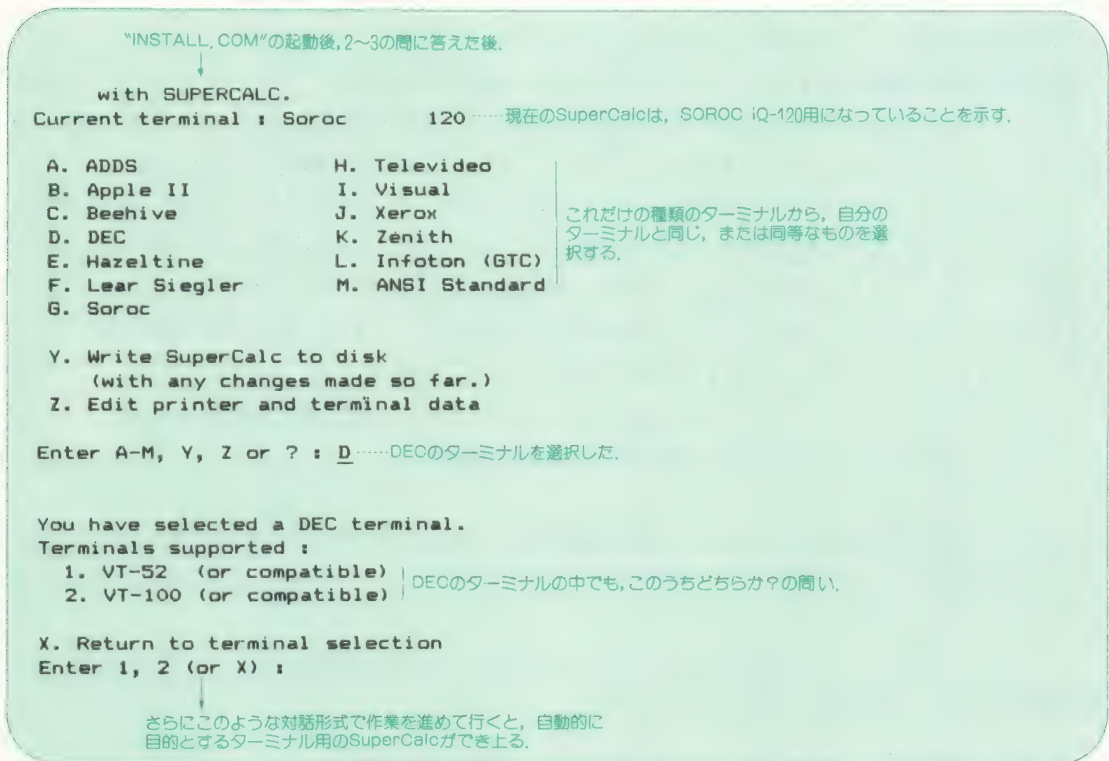 "INSTALL.COM"の起動後,2～3の問に答えた後.
with SUPERCALC.
Current terminal : Soroc 120 ……現在のSuperCalcは，SOROC iQ-120用になっていることを示す.
A. ADDS H. Televideo
B. Apple II I. Visual
C. Beehive J. Xerox
D. DEC K. Zenith
E. Hazeltine L. Infoton (GTC)
F. Lear Siegler M. ANSI Standard
G. Soroc
これだけの種類のターミナルから，自分の
ターミナルと同じ，または同等なものを選
択する.
Y. Write SuperCalc to disk
(with any changes made so far.)
Z. Edit printer and terminal data
Enter A-M, Y, Z or ? : D ……DECのターミナルを選択した.
You have selected a DEC terminal.
Terminals supported :
1. VT-52 (or compatible)
2. VT-100 (or compatible)
DECのターミナルの中でも,このうちどちらか？の問い.
X. Return to terminal selection
Enter 1, 2 (or X) :
さらにこのような対話形式で作業を進めて行くと，自動的に
目的とするターミナル用のSuperCalcができ上る.